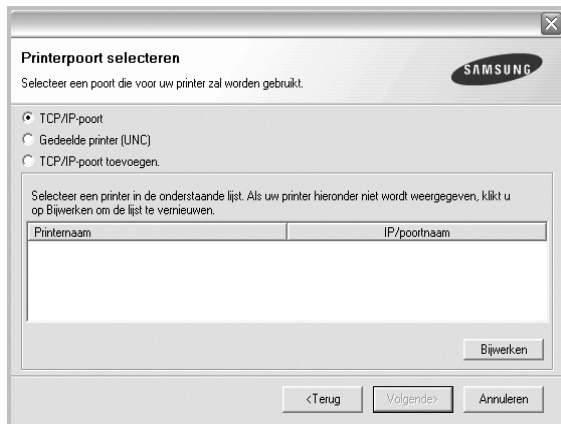 Printerpoort selecteren
Selecteer een poort die voor uw printer zal worden gebruikt.
SAMSUNG
TCP/IP-poort
Gedeelde printer (UNC)
TCP/IP-poort toevoegen.
Selecteer een printer in de onderstaande lijst. Als uw printer hieronder niet wordt weergegeven, klikt u
op Bijwerken om de lijst te vernieuwen.
Printernaam IP/poortnaam
Bijwerken
<Terug Volgende> Annuleren